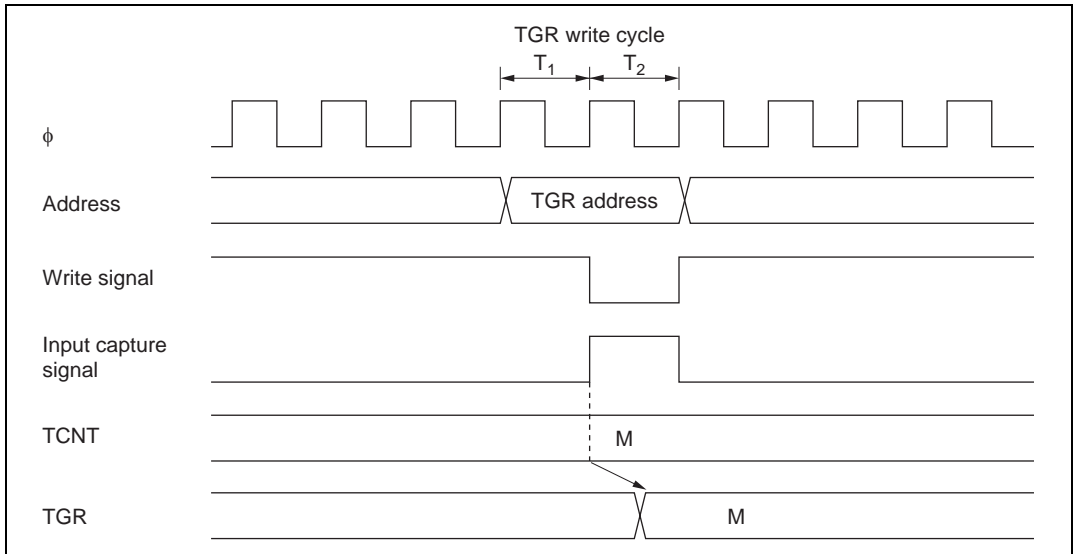 TGR write cycle
T1 T2
ϕ
Address
TGR address
Write signal
Input capture
signal
TCNT
M
TGR
M